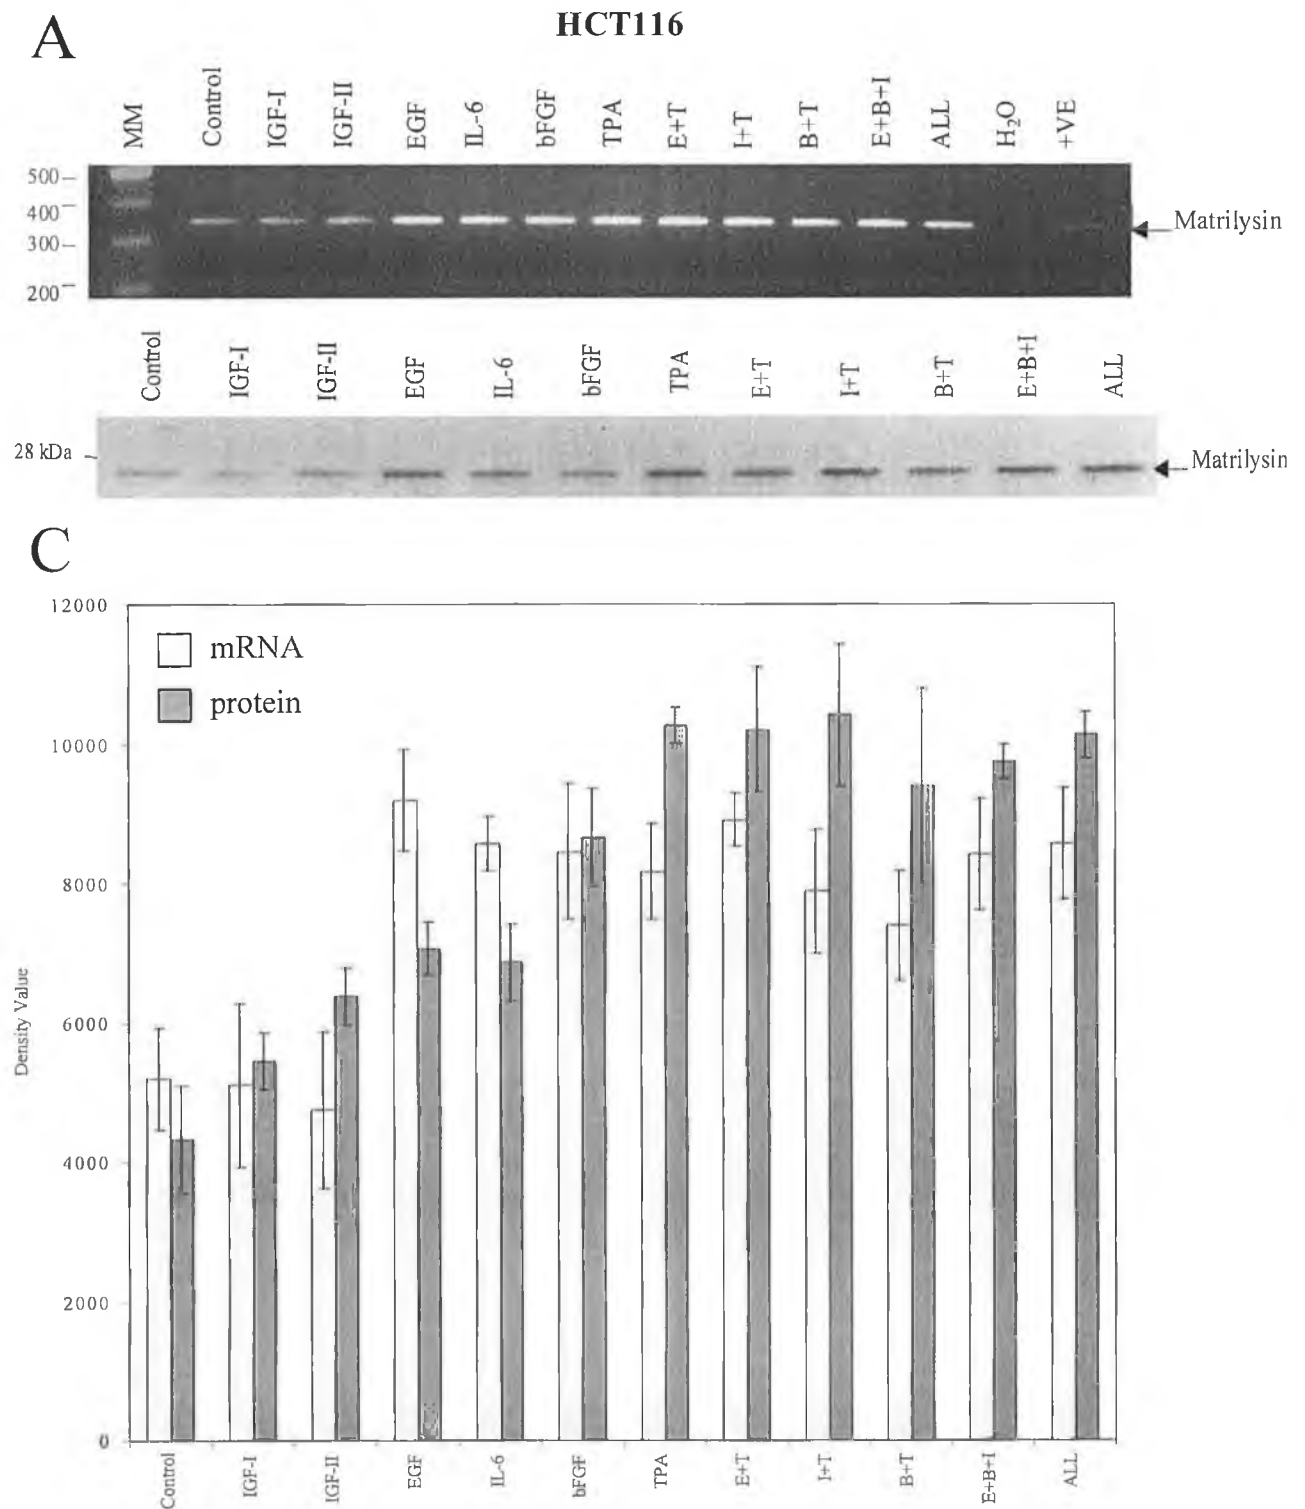 HCT116
A
MM Control IGF-I IGF-II EGF IL-6 bFGF TPA E+T I+T B+T E+B+I ALL H₂O +VE
500
400
300
200
Matrilysin
Control IGF-I IGF-II EGF IL-6 bFGF TPA E+T I+T B+T E+B+I ALL
28 kDa
Matrilysin
C
12000
10000
8000
6000
4000
2000
0
Density Value
mRNA
protein
Control IGF-I IGF-II EGF IL-6 bFGF TPA E+T I+T B+T E+B+I ALL